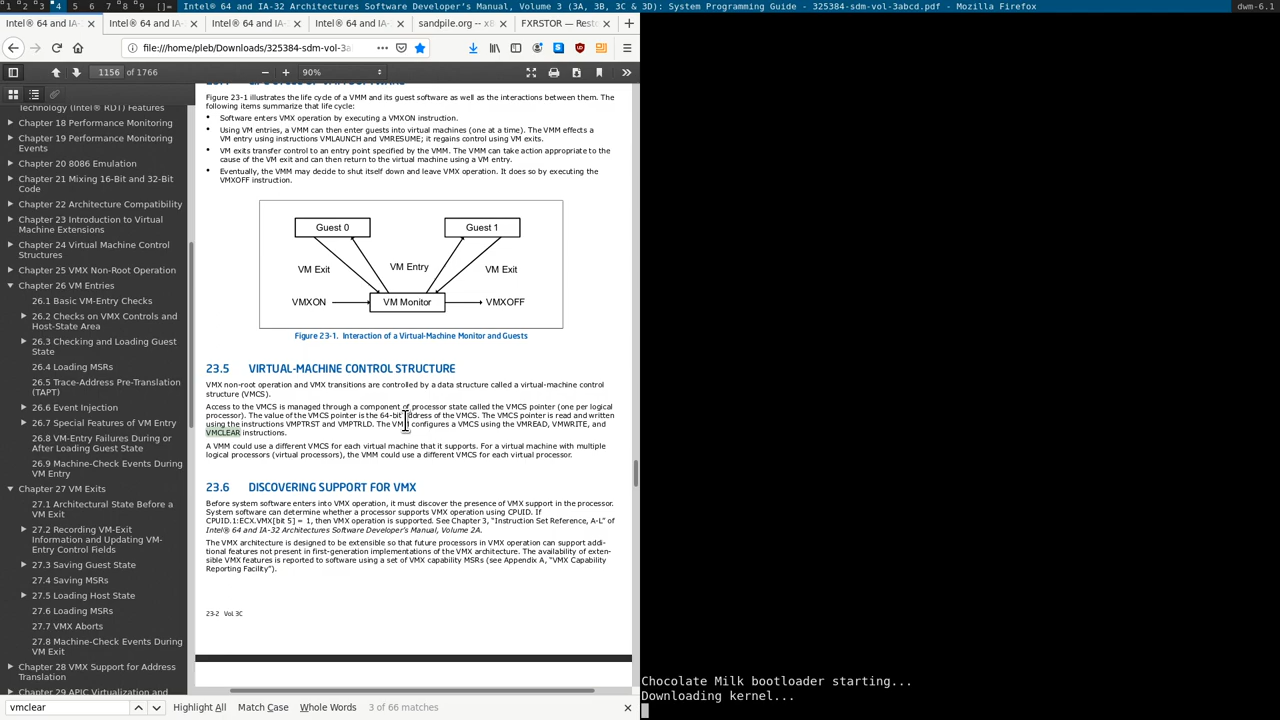 1 2 3 4 5 6 7 8 9 []= Intel® 64 and IA-32 Architectures Software Developer's Manual, Volume 3 (3A, 3B, 3C & 3D): System Programming Guide - 325384-sdm-vol-3abcd.pdf - Mozilla Firefox dwm-6.1
Intel® 64 and IA- Intel® 64 and IA- Intel® 64 and IA- Intel® 64 and IA- sandpile.org -- x8 FXRSTOR — Resto
file:///home/pleb/Downloads/325384-sdm-vol-3al
1156 of 1766 90%
Technology (Intel® RDT) Features
Chapter 18 Performance Monitoring
Chapter 19 Performance Monitoring
Events
Chapter 20 8086 Emulation
Chapter 21 Mixing 16-Bit and 32-Bit
Code
Chapter 22 Architecture Compatibility
Chapter 23 Introduction to Virtual
Machine Extensions
Chapter 24 Virtual Machine Control
Structures
Chapter 25 VMX Non-Root Operation
Chapter 26 VM Entries
26.1 Basic VM-Entry Checks
26.2 Checks on VMX Controls and
Host-State Area
26.3 Checking and Loading Guest
State
26.4 Loading MSRs
26.5 Trace-Address Pre-Translation
(TAPT)
26.6 Event Injection
26.7 Special Features of VM Entry
26.8 VM-Entry Failures During or
After Loading Guest State
26.9 Machine-Check Events During
VM Entry
Chapter 27 VM Exits
27.1 Architectural State Before a
VM Exit
27.2 Recording VM-Exit
Information and Updating VM-
Entry Control Fields
27.3 Saving Guest State
27.4 Saving MSRs
27.5 Loading Host State
27.6 Loading MSRs
27.7 VMX Aborts
27.8 Machine-Check Events During
VM Exit
Chapter 28 VMX Support for Address
Translation
Chapter 29 APIC Virtualization and
Figure 23-1 illustrates the life cycle of a VMM and its guest software as well as the interactions between them. The
following items summarize that life cycle:
• Software enters VMX operation by executing a VMXON instruction.
• Using VM entries, a VMM can then enter guests into virtual machines (one at a time). The VMM effects a
VM entry using instructions VMLAUNCH and VMRESUME; it regains control using VM exits.
• VM exits transfer control to an entry point specified by the VMM. The VMM can take action appropriate to the
cause of the VM exit and can then return to the virtual machine using a VM entry.
• Eventually, the VMM may decide to shut itself down and leave VMX operation. It does so by executing the
VMXOFF instruction.
Guest 0 Guest 1
VM Exit VM Entry VM Exit
VMXON VM Monitor VMXOFF
Figure 23-1. Interaction of a Virtual-Machine Monitor and Guests
23.5 VIRTUAL-MACHINE CONTROL STRUCTURE
VMX non-root operation and VMX transitions are controlled by a data structure called a virtual-machine control
structure (VMCS).
Access to the VMCS is managed through a component of processor state called the VMCS pointer (one per logical
processor). The value of the VMCS pointer is the 64-bit address of the VMCS. The VMCS pointer is read and written
using the instructions VMPTRST and VMPTRLD. The VMM configures a VMCS using the VMREAD, VMWRITE, and
VMCLEAR instructions.
A VMM could use a different VMCS for each virtual machine that it supports. For a virtual machine with multiple
logical processors (virtual processors), the VMM could use a different VMCS for each virtual processor.
23.6 DISCOVERING SUPPORT FOR VMX
Before system software enters into VMX operation, it must discover the presence of VMX support in the processor.
System software can determine whether a processor supports VMX operation using CPUID. If
CPUID.1:ECX.VMX[bit 5] = 1, then VMX operation is supported. See Chapter 3, “Instruction Set Reference, A-L” of
Intel® 64 and IA-32 Architectures Software Developer’s Manual, Volume 2A.
The VMX architecture is designed to be extensible so that future processors in VMX operation can support addi-
tional features not present in first-generation implementations of the VMX architecture. The availability of exten-
sible VMX features is reported to software using a set of VMX capability MSRs (see Appendix A, “VMX Capability
Reporting Facility”).
23-2 Vol. 3C
vmclear Highlight All Match Case Whole Words 3 of 66 matches
Chocolate Milk bootloader starting...
Downloading kernel...